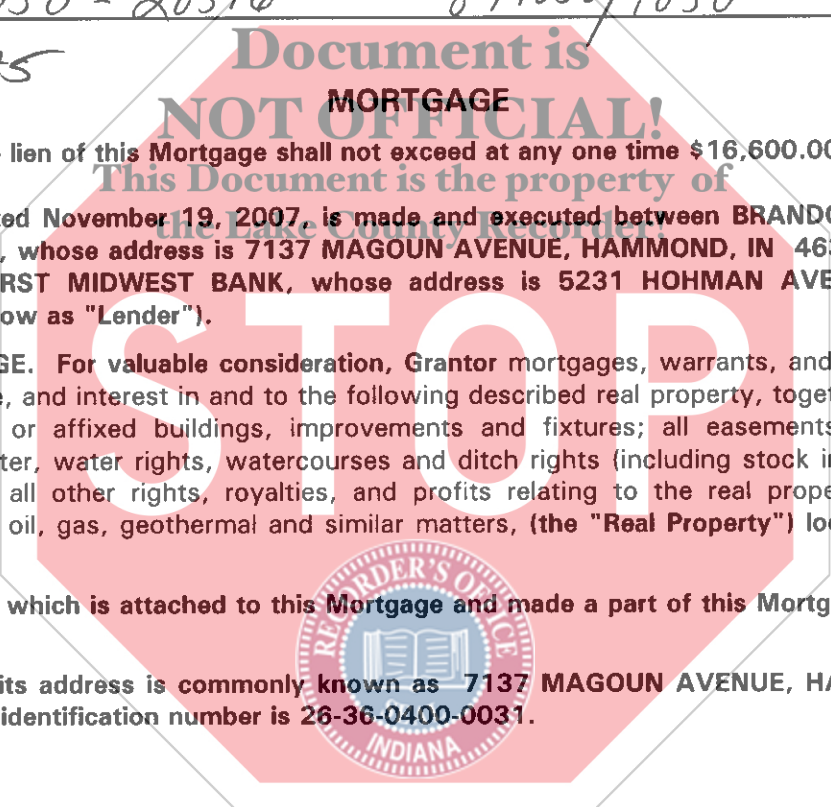 Document is
MORTGAGE
NOT OFFICIAL!
lien of this Mortgage shall not exceed at any one time $16,600.00
This Document is the property of
ted November 19, 2007, is made and executed between BRANDO
the Lake County Recorder!
, whose address is 7137 MAGOUN AVENUE, HAMMOND, IN 463
RST MIDWEST BANK, whose address is 5231 HOHMAN AVE
ow as "Lender").
STOP
GE. For valuable consideration, Grantor mortgages, warrants, and
e, and interest in and to the following described real property, toget
or affixed buildings, improvements and fixtures; all easements
ter, water rights, watercourses and ditch rights (including stock in
all other rights, royalties, and profits relating to the real prope
oil, gas, geothermal and similar matters, (the "Real Property") loc
RECORDER'S OFFICE
which is attached to this Mortgage and made a part of this Mortg
its address is commonly known as 7137 MAGOUN AVENUE, HA
identification number is 26-36-0400-0031.
INDIANA